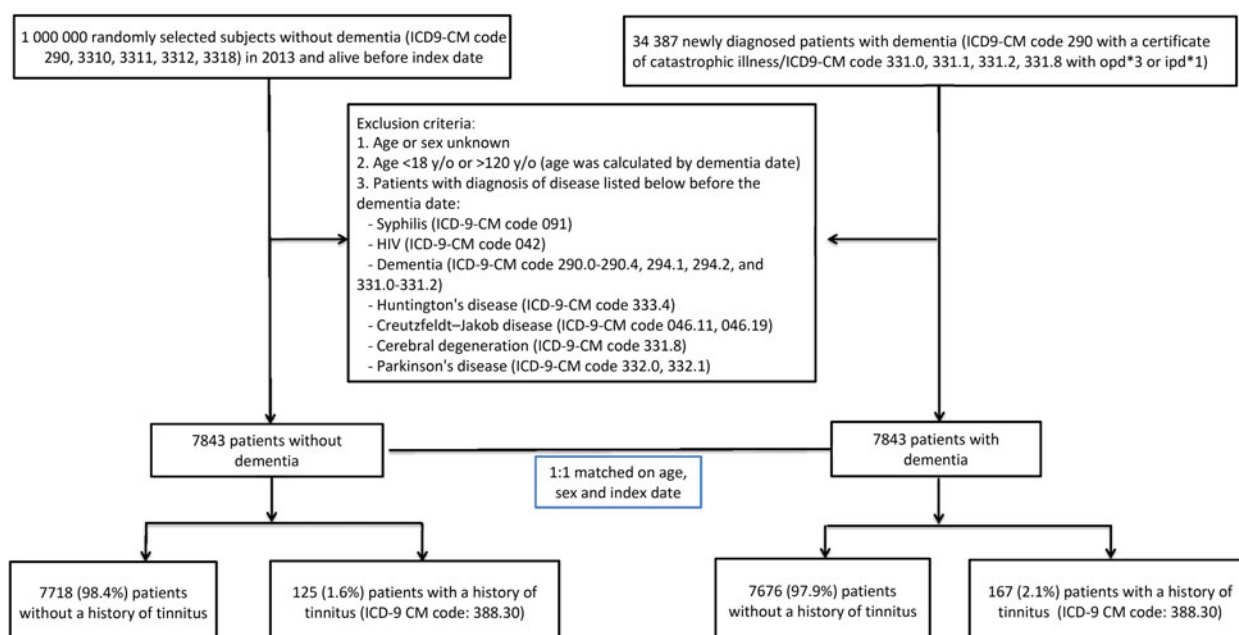 1 000 000 randomly selected subjects without dementia (ICD9-CM code
290, 3310, 3311, 3312, 3318) in 2013 and alive before index date
34 387 newly diagnosed patients with dementia (ICD9-CM code 290 with a certificate
of catastrophic illness/ICD9-CM code 331.0, 331.1, 331.2, 331.8 with opd*3 or ipd*1)
Exclusion criteria:
1. Age or sex unknown
2. Age <18 y/o or >120 y/o (age was calculated by dementia date)
3. Patients with diagnosis of disease listed below before the
dementia date:
- Syphilis (ICD-9-CM code 091)
- HIV (ICD-9-CM code 042)
- Dementia (ICD-9-CM code 290.0-290.4, 294.1, 294.2, and
331.0-331.2)
- Huntington's disease (ICD-9-CM code 333.4)
- Creutzfeldt–Jakob disease (ICD-9-CM code 046.11, 046.19)
- Cerebral degeneration (ICD-9-CM code 331.8)
- Parkinson's disease (ICD-9-CM code 332.0, 332.1)
7843 patients without
dementia
7843 patients with
dementia
1:1 matched on age,
sex and index date
7718 (98.4%) patients
without a history of tinnitus
125 (1.6%) patients with a history of
tinnitus (ICD-9 CM code: 388.30)
7676 (97.9%) patients
without a history of tinnitus
167 (2.1%) patients with a history of
tinnitus (ICD-9 CM code: 388.30)